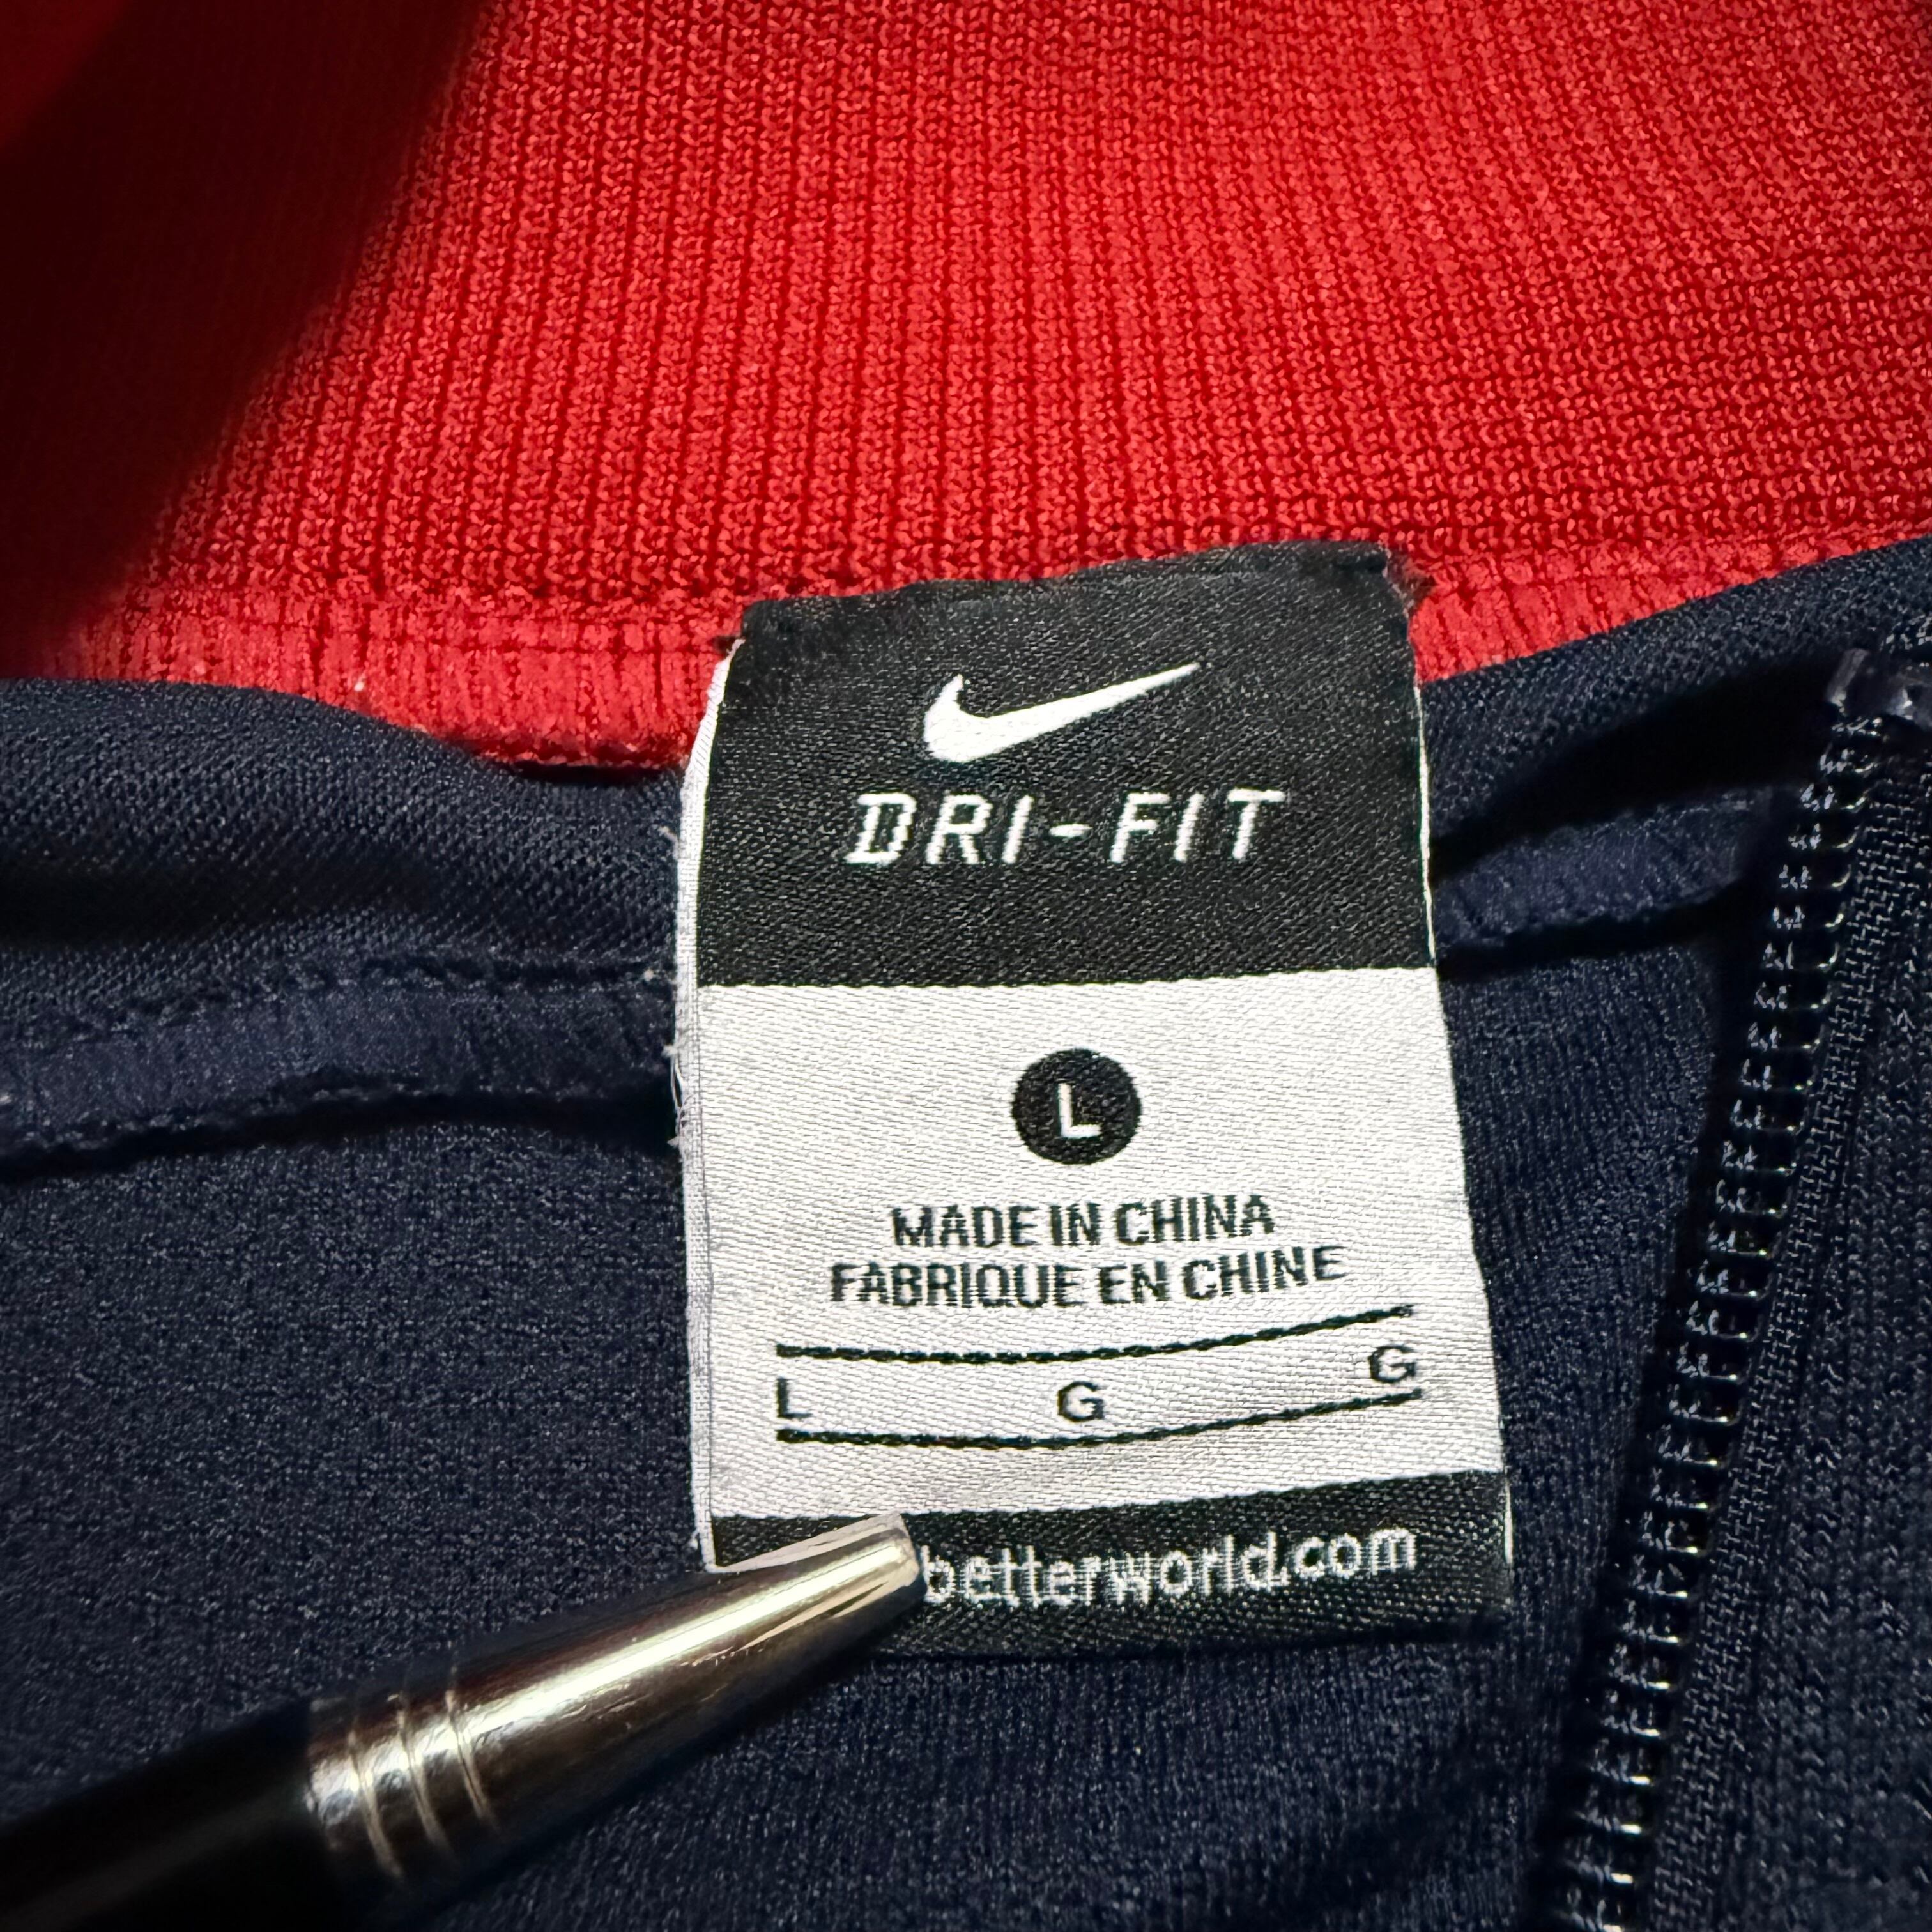 DRI-FIT
L
MADE IN CHINA
FABRIQUE EN CHINE
L G G
betterworld.com